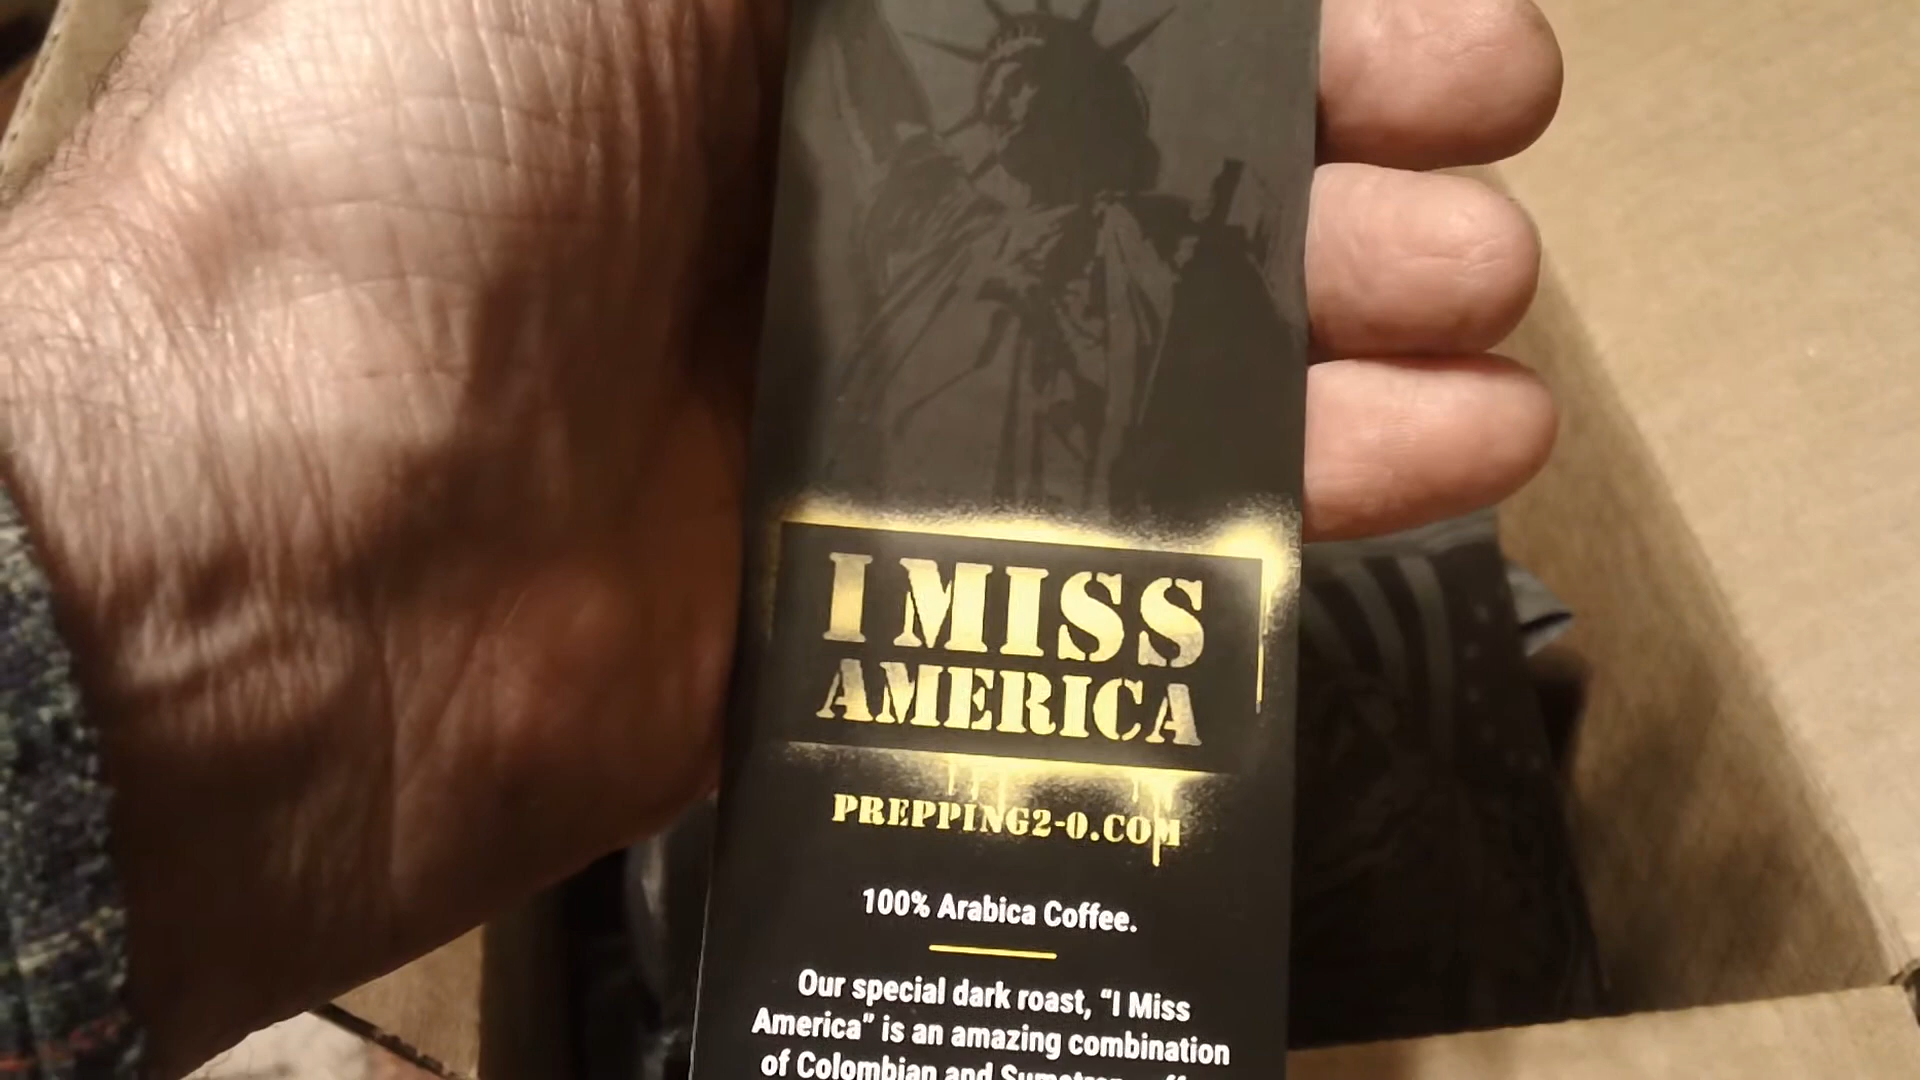 I MISS
AMERICA
PREPPING2-0.COM
100% Arabica Coffee.
Our special dark roast, “I Miss
America” is an amazing combination
of Colombian and